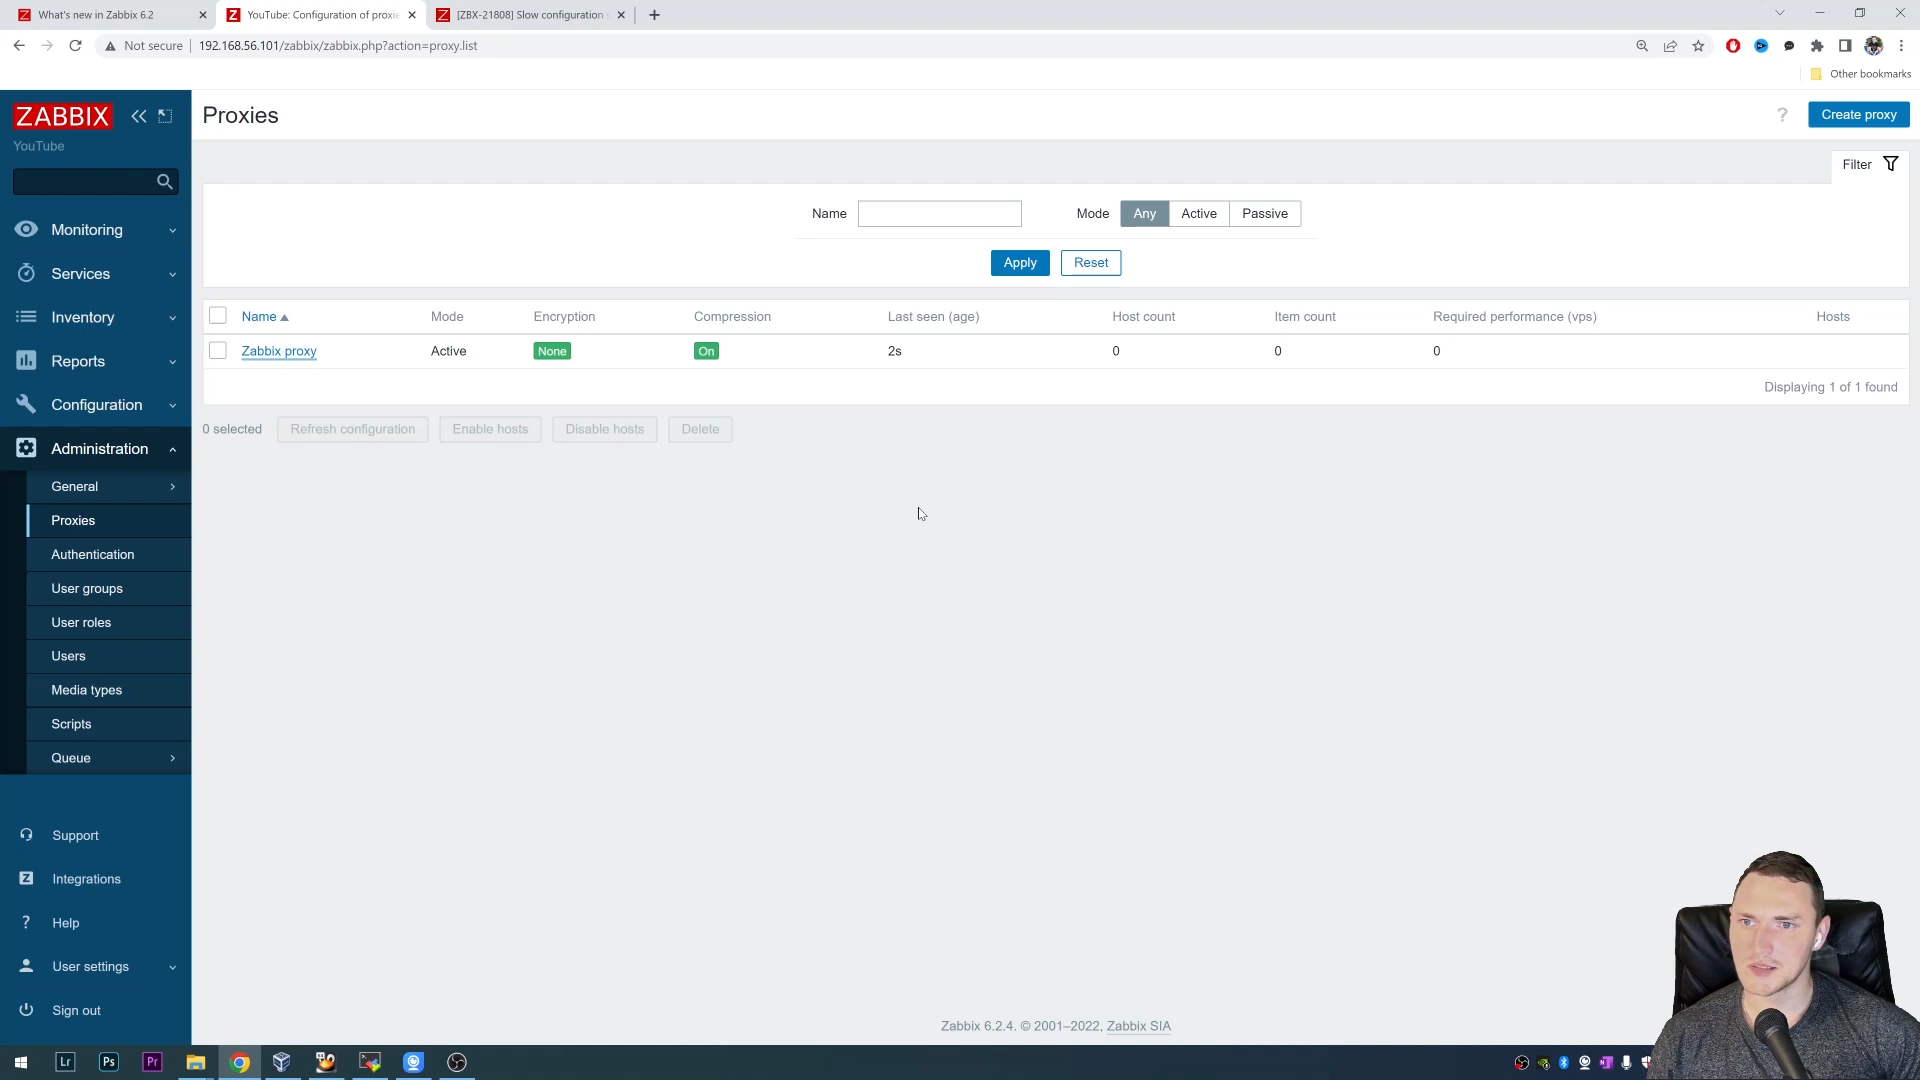 What's new in Zabbix 6.2
YouTube: Configuration of proxie
[ZBX-21808] Slow configuration
Not secure
192.168.56.101/zabbix/zabbix.php?action=proxy.list
Other bookmarks
ZABBIX
YouTube
Monitoring
Services
Inventory
Reports
Configuration
Administration
General
Proxies
Authentication
User groups
User roles
Users
Media types
Scripts
Queue
Support
Integrations
Help
User settings
Sign out
Proxies
? Create proxy
Filter
Name Mode Any Active Passive
Apply Reset
Name Mode Encryption Compression Last seen (age) Host count Item count Required performance (vps) Hosts
Zabbix proxy Active None On 2s 0 0 0
Displaying 1 of 1 found
0 selected Refresh configuration Enable hosts Disable hosts Delete
Zabbix 6.2.4. © 2001–2022, Zabbix SIA
Lr Ps Pr